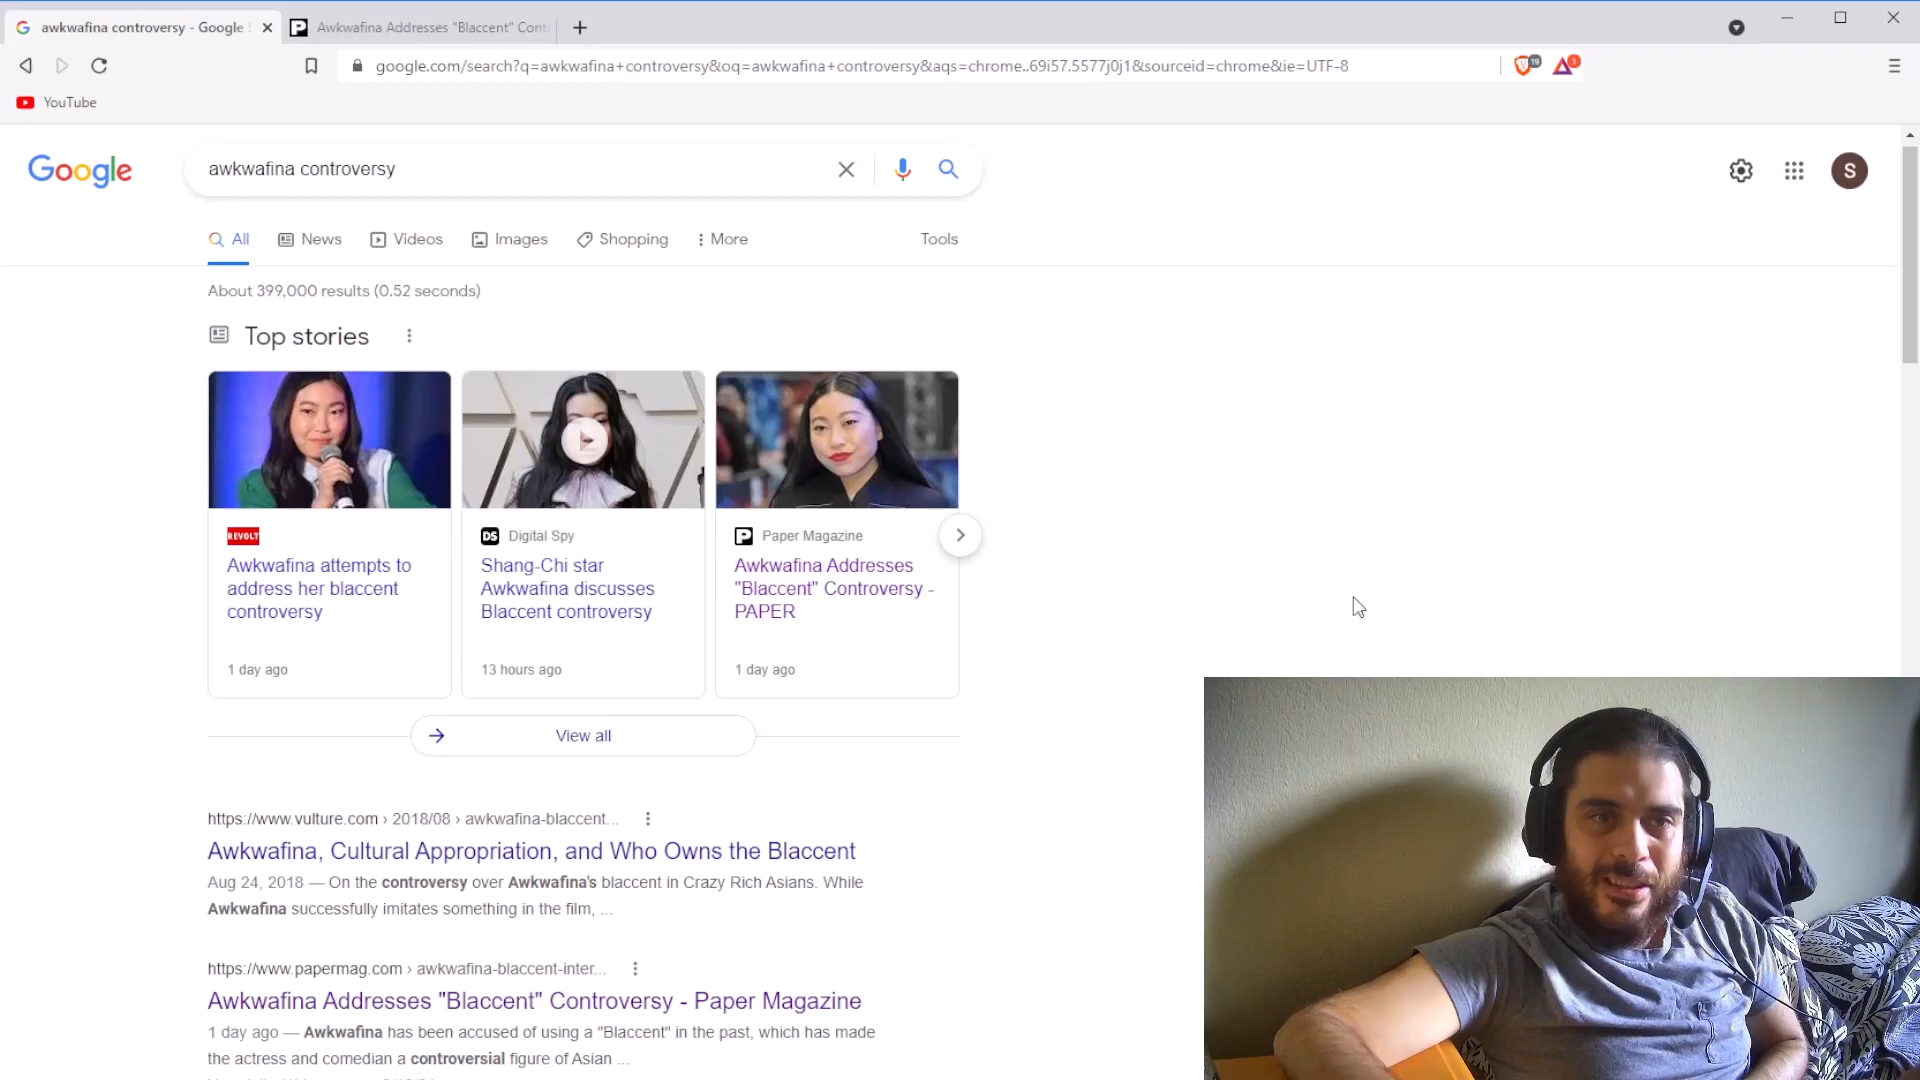 awkwafina controversy - Google
Awkwafina Addresses "Blaccent" Cont
google.com/search?q=awkwafina+controversy&oq=awkwafina+controversy&aqs=chrome..69i57.5577j0j1&sourceid=chrome&ie=UTF-8
19
1
YouTube
Google
awkwafina controversy
S
All
News
Videos
Images
Shopping
More
Tools
About 399,000 results (0.52 seconds)
Top stories
REVOLT
Awkwafina attempts to
address her blaccent
controversy
1 day ago
DS Digital Spy
Shang-Chi star
Awkwafina discusses
Blaccent controversy
13 hours ago
P Paper Magazine
Awkwafina Addresses
"Blaccent" Controversy -
PAPER
1 day ago
View all
https://www.vulture.com › 2018/08 › awkwafina-blaccent...
Awkwafina, Cultural Appropriation, and Who Owns the Blaccent
Aug 24, 2018 — On the controversy over Awkwafina's blaccent in Crazy Rich Asians. While
Awkwafina successfully imitates something in the film, ...
https://www.papermag.com › awkwafina-blaccent-inter...
Awkwafina Addresses "Blaccent" Controversy - Paper Magazine
1 day ago — Awkwafina has been accused of using a "Blaccent" in the past, which has made
the actress and comedian a controversial figure of Asian ...